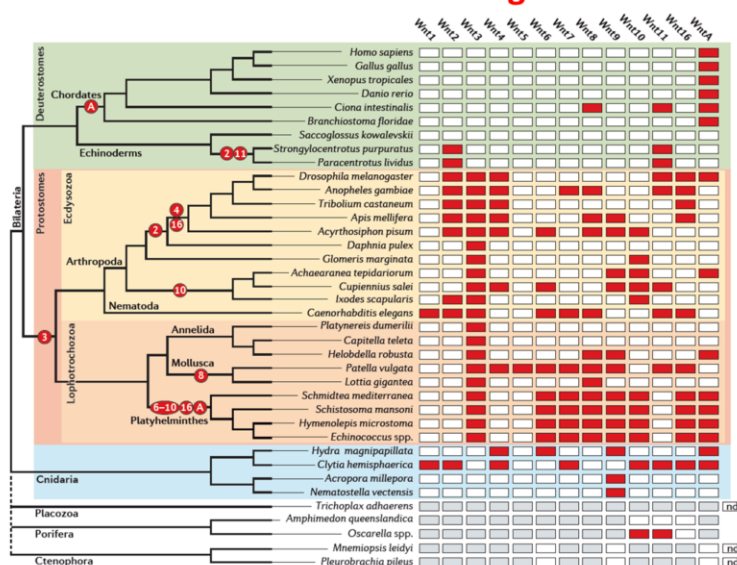 Wnt1 Wnt2 Wnt3 Wnt4 Wnt5 Wnt6 Wnt7 Wnt8 Wnt9 Wnt10 Wnt11 Wnt16 WntA
Bilateria
Deuterostomes
Chordates
A
Homo sapiens
Gallus gallus
Xenopus tropicales
Danio rerio
Ciona intestinalis
Branchiostoma floridae
Echinoderms
2 11
Saccoglossus kowalevskii
Strongylocentrotus purpuratus
Paracentrotus lividus
Protostomes
3
Ecdysozoa
Arthropoda
4
16
2
10
Drosophila melanogaster
Anopheles gambiae
Tribolium castaneum
Apis mellifera
Acyrthosiphon pisum
Daphnia pulex
Glomeris marginata
Achaearanea tepidariorum
Cupiennius salei
Ixodes scapularis
Nematoda
Caenorhabditis elegans
Lophotrochozoa
Annelida
Platynereis dumerilii
Capitella teleta
Helobdella robusta
Mollusca
8
Patella vulgata
Lottia gigantea
6–10 16 A
Platyhelminthes
Schmidtea mediterranea
Schistosoma mansoni
Hymenolepis microstoma
Echinococcus spp.
Cnidaria
Hydra magnipapillata
Clytia hemisphaerica
Acropora millepora
Nematostella vectensis
Placozoa
Trichoplax adhaerens
nd
Porifera
Amphimedon queenslandica
Oscarella spp.
Ctenophora
Mnemiopsis leidyi
nd
Pleurobrachia pileus
nd